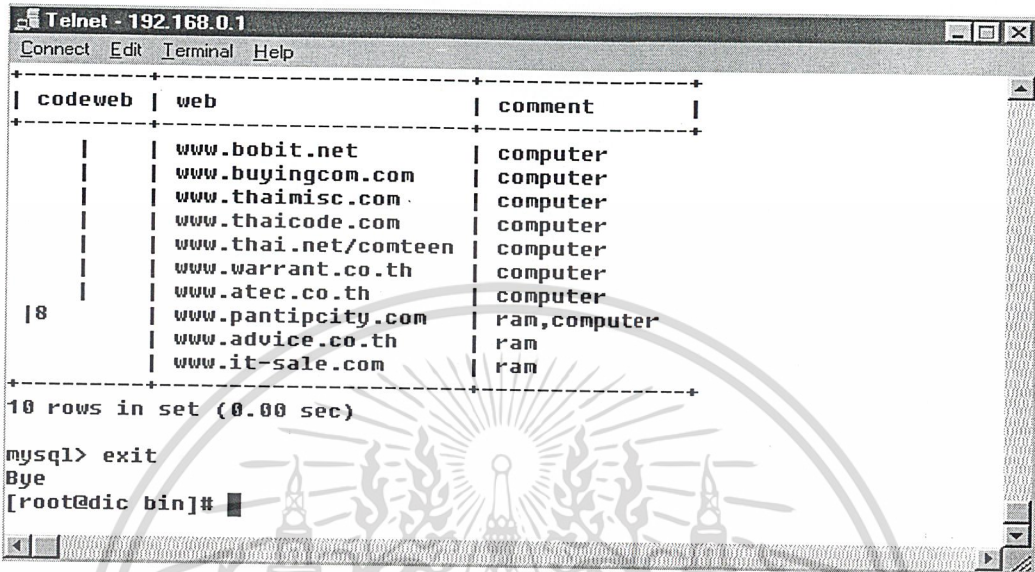 Telnet - 192.168.0.1
Connect Edit Terminal Help
+----------+---------------------------+------------------+
| codeweb | web | comment |
+----------+---------------------------+------------------+
| | www.bobit.net | computer
| | www.buyingcom.com | computer
| | www.thaimisc.com | computer
| | www.thaicode.com | computer
| | www.thai.net/comteen | computer
| | www.warrant.co.th | computer
| | www.atec.co.th | computer
|8 | www.pantipcity.com | ram,computer
| www.advice.co.th | ram
| www.it-sale.com | ram
+----------+---------------------------+------------------+
10 rows in set (0.00 sec)
mysql> exit
Bye
[root@dic bin]#